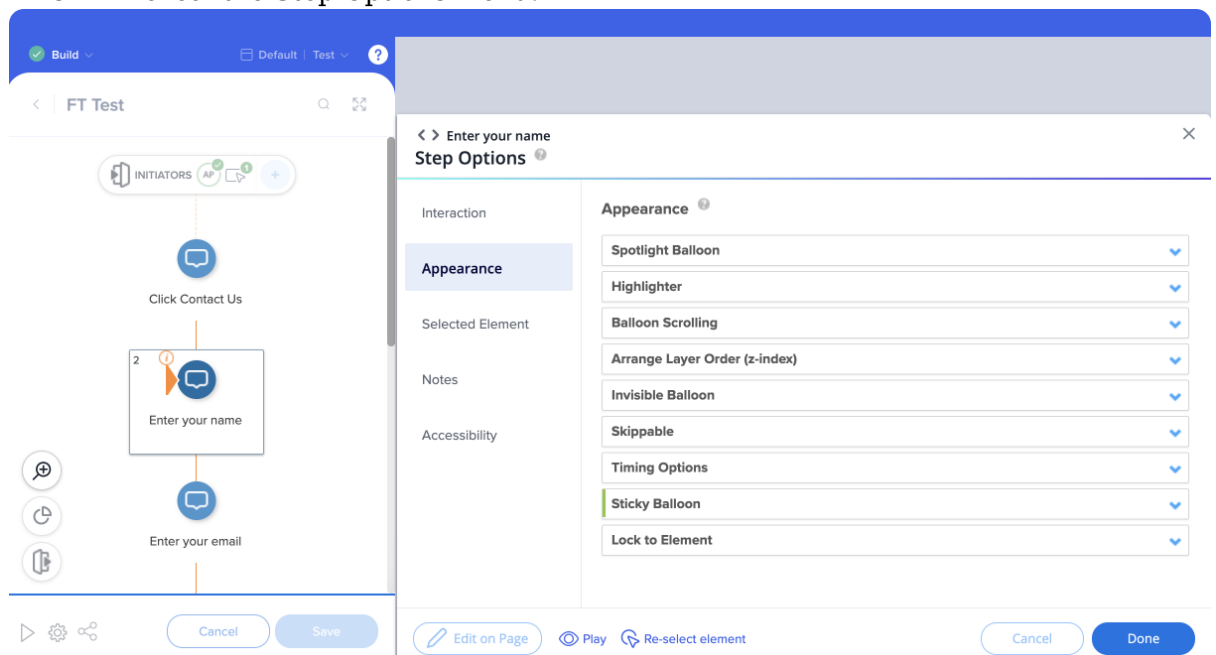 Build
Default | Test
?
FT Test
INITIATORS
AP
1
+
Click Contact Us
2
i
Enter your name
Enter your email
Cancel
Save
< > Enter your name
Step Options ?
Interaction
Appearance
Selected Element
Notes
Accessibility
Appearance ?
Spotlight Balloon
Highlighter
Balloon Scrolling
Arrange Layer Order (z-index)
Invisible Balloon
Skippable
Timing Options
Sticky Balloon
Lock to Element
Edit on Page
Play
Re-select element
Cancel
Done